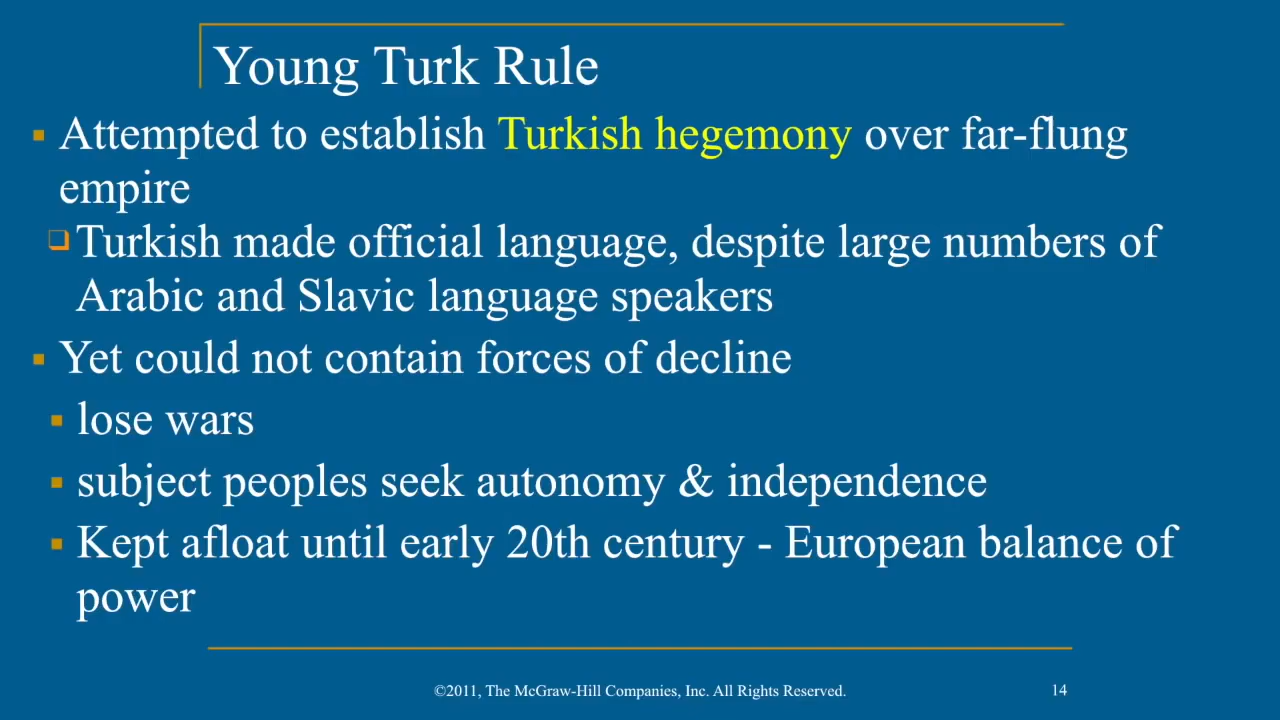 Young Turk Rule
Attempted to establish Turkish hegemony over far-flung
empire
Turkish made official language, despite large numbers of
Arabic and Slavic language speakers
Yet could not contain forces of decline
lose wars
subject peoples seek autonomy & independence
Kept afloat until early 20th century - European balance of
power
©2011, The McGraw-Hill Companies, Inc. All Rights Reserved.
14